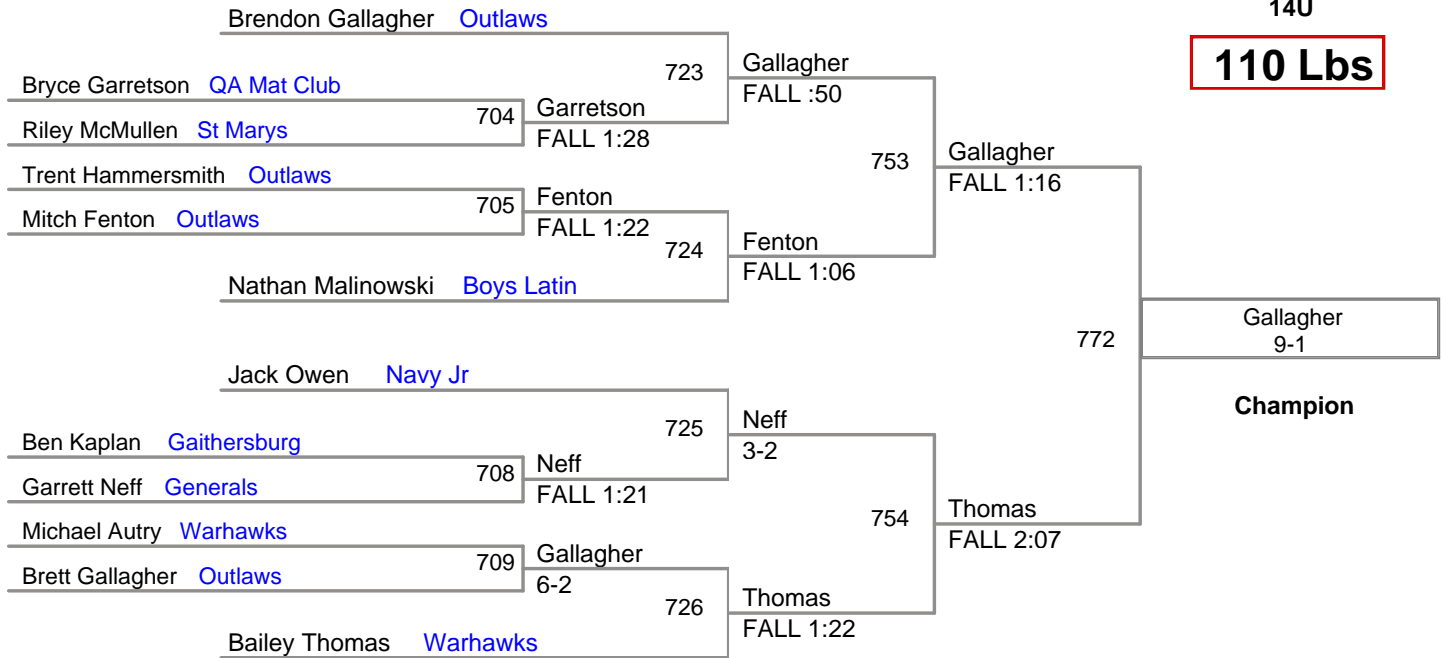 14U
110 Lbs
Brendon Gallagher Outlaws
723
Gallagher
FALL :50
Bryce Garretson QA Mat Club
704
Garretson
FALL 1:28
Riley McMullen St Marys
753
Gallagher
FALL 1:16
Trent Hammersmith Outlaws
705
Fenton
FALL 1:22
Mitch Fenton Outlaws
724
Fenton
FALL 1:06
Nathan Malinowski Boys Latin
772
Gallagher
9-1
Champion
Jack Owen Navy Jr
725
Neff
3-2
Ben Kaplan Gaithersburg
708
Neff
FALL 1:21
Garrett Neff Generals
754
Thomas
FALL 2:07
Michael Autry Warhawks
709
Gallagher
6-2
Brett Gallagher Outlaws
726
Thomas
FALL 1:22
Bailey Thomas Warhawks